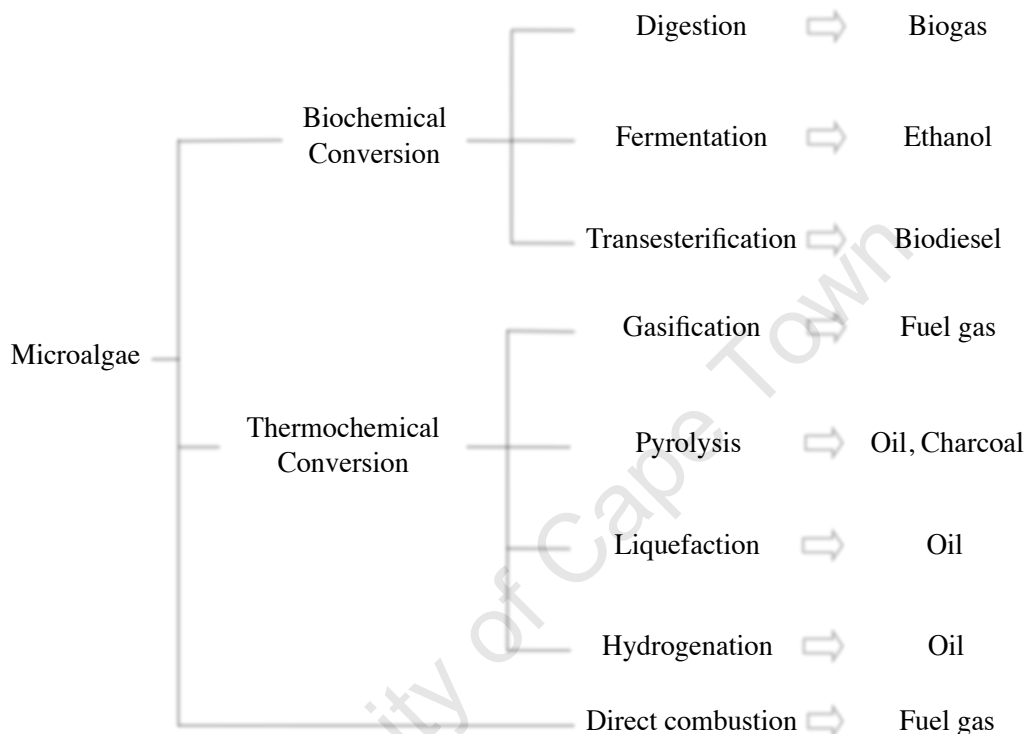 Digestion Biogas
Biochemical
Conversion
Fermentation Ethanol
Transesterification Biodiesel
Gasification Fuel gas
Microalgae
Thermochemical
Conversion
Pyrolysis Oil, Charcoal
Liquefaction Oil
Hydrogenation Oil
Direct combustion Fuel gas
ity of Cape Town